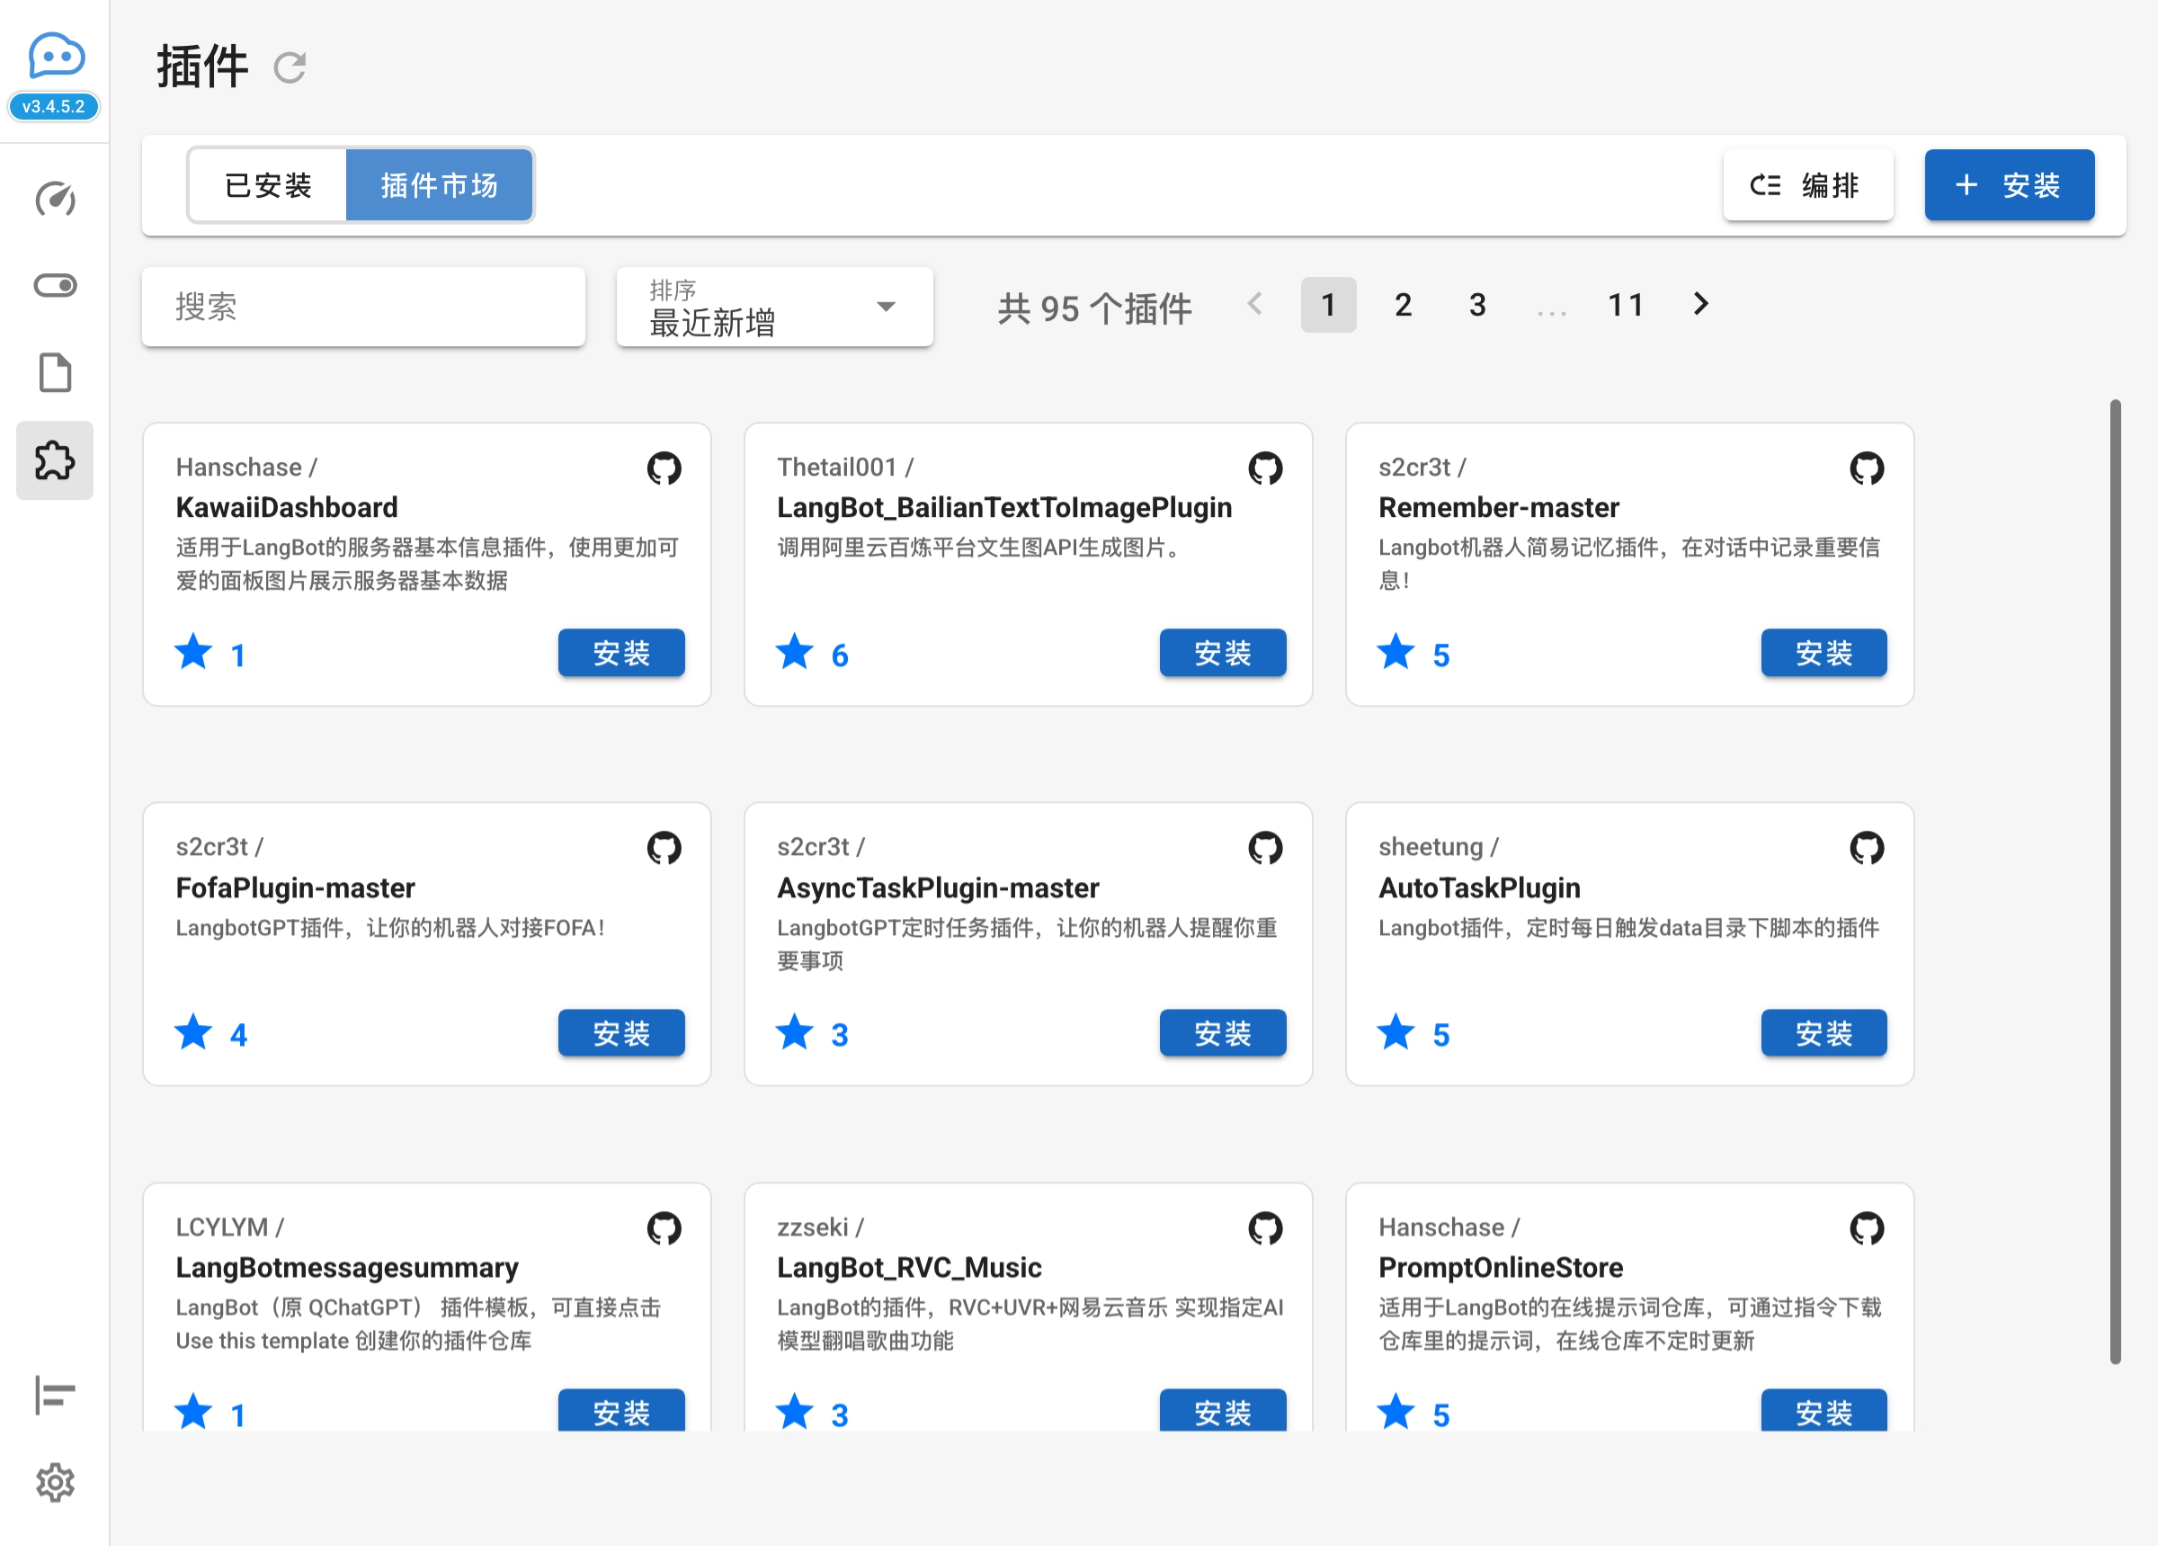 v3.4.5.2
插件
已安装
插件市场
编排
安装
搜索
排序
最近新增
共 95 个插件
1
2
3
...
11
Hanschase /
KawaiiDashboard
适用于LangBot的服务器基本信息插件，使用更加可
爱的面板图片展示服务器基本数据
1
安装
Thetail001 /
LangBot_BailianTextToImagePlugin
调用阿里云百炼平台文生图API生成图片。
6
安装
s2cr3t /
Remember-master
Langbot机器人简易记忆插件，在对话中记录重要信
息！
5
安装
s2cr3t /
FofaPlugin-master
LangbotGPT插件，让你的机器人对接FOFA！
4
安装
s2cr3t /
AsyncTaskPlugin-master
LangbotGPT定时任务插件，让你的机器人提醒你重
要事项
3
安装
sheetung /
AutoTaskPlugin
Langbot插件，定时每日触发data目录下脚本的插件
5
安装
LCYLYM /
LangBotmessagesummary
LangBot（原 QChatGPT） 插件模板，可直接点击
Use this template 创建你的插件仓库
1
安装
zzseki /
LangBot_RVC_Music
LangBot的插件，RVC+UVR+网易云音乐 实现指定AI
模型翻唱歌曲功能
3
安装
Hanschase /
PromptOnlineStore
适用于LangBot的在线提示词仓库，可通过指令下载
仓库里的提示词，在线仓库不定时更新
5
安装